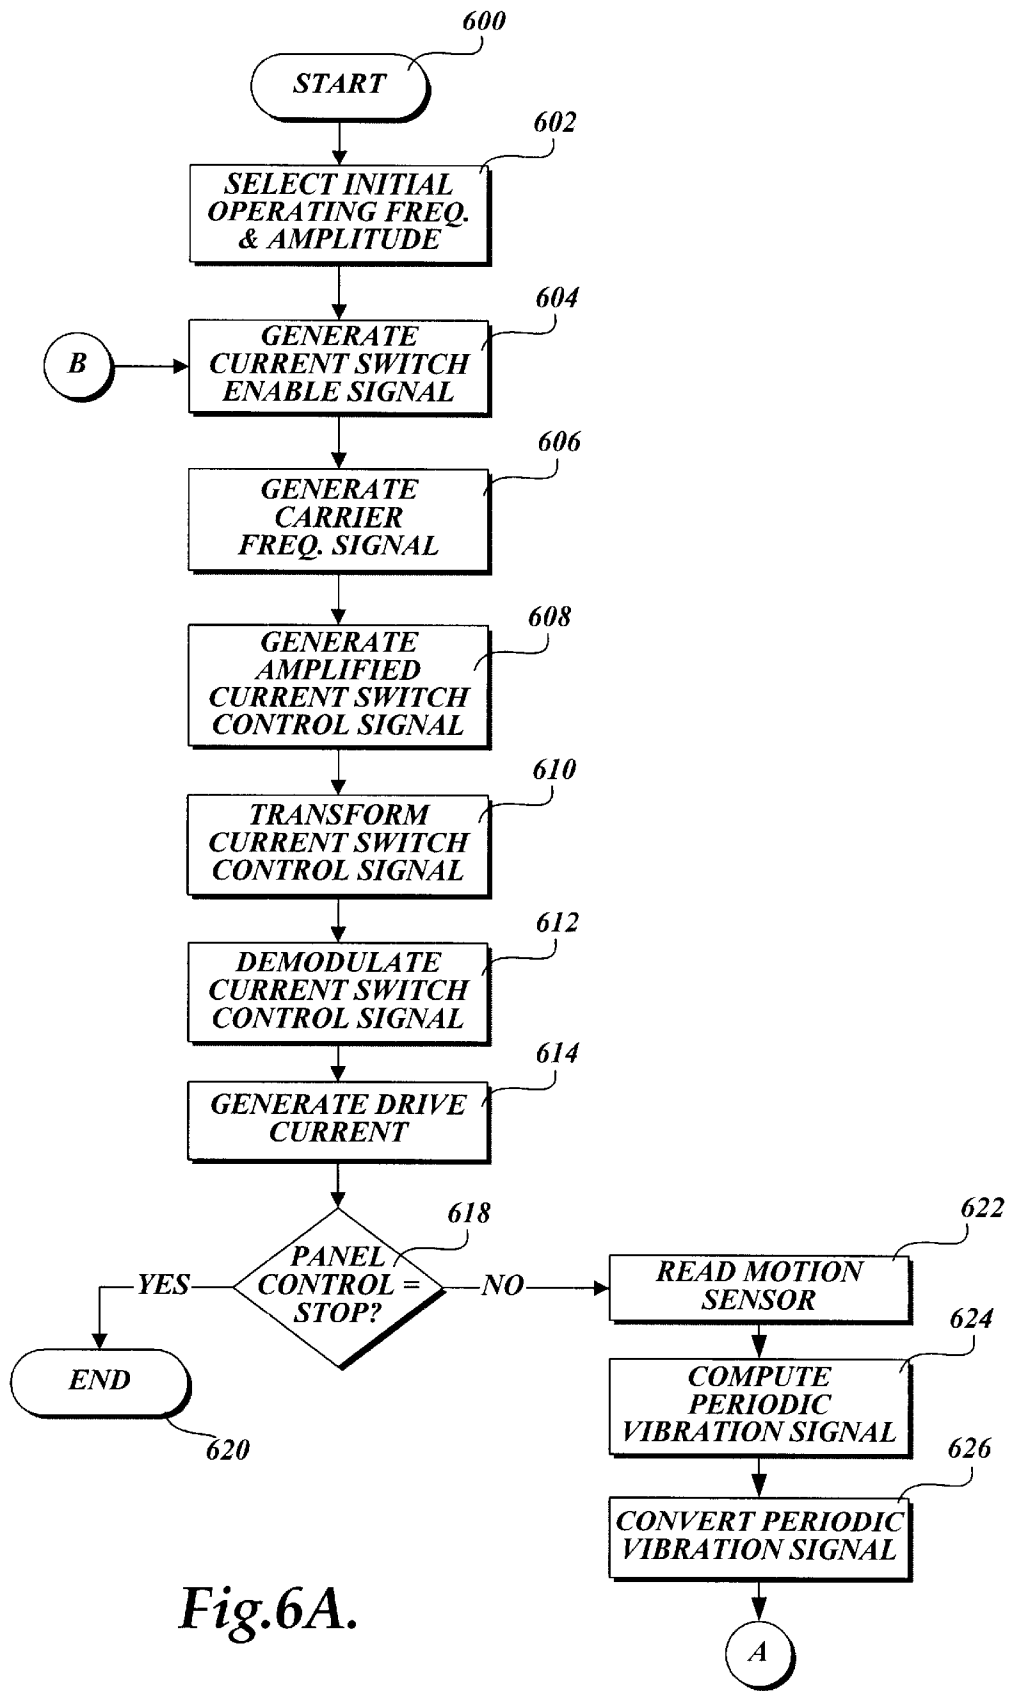 600
START
602
SELECT INITIAL
OPERATING FREQ.
& AMPLITUDE
604
GENERATE
CURRENT SWITCH
ENABLE SIGNAL
B
606
GENERATE
CARRIER
FREQ. SIGNAL
608
GENERATE
AMPLIFIED
CURRENT SWITCH
CONTROL SIGNAL
610
TRANSFORM
CURRENT SWITCH
CONTROL SIGNAL
612
DEMODULATE
CURRENT SWITCH
CONTROL SIGNAL
614
GENERATE DRIVE
CURRENT
618
PANEL
CONTROL =
STOP?
YES
NO
END
620
622
READ MOTION
SENSOR
624
COMPUTE
PERIODIC
VIBRATION SIGNAL
626
CONVERT PERIODIC
VIBRATION SIGNAL
A
Fig.6A.